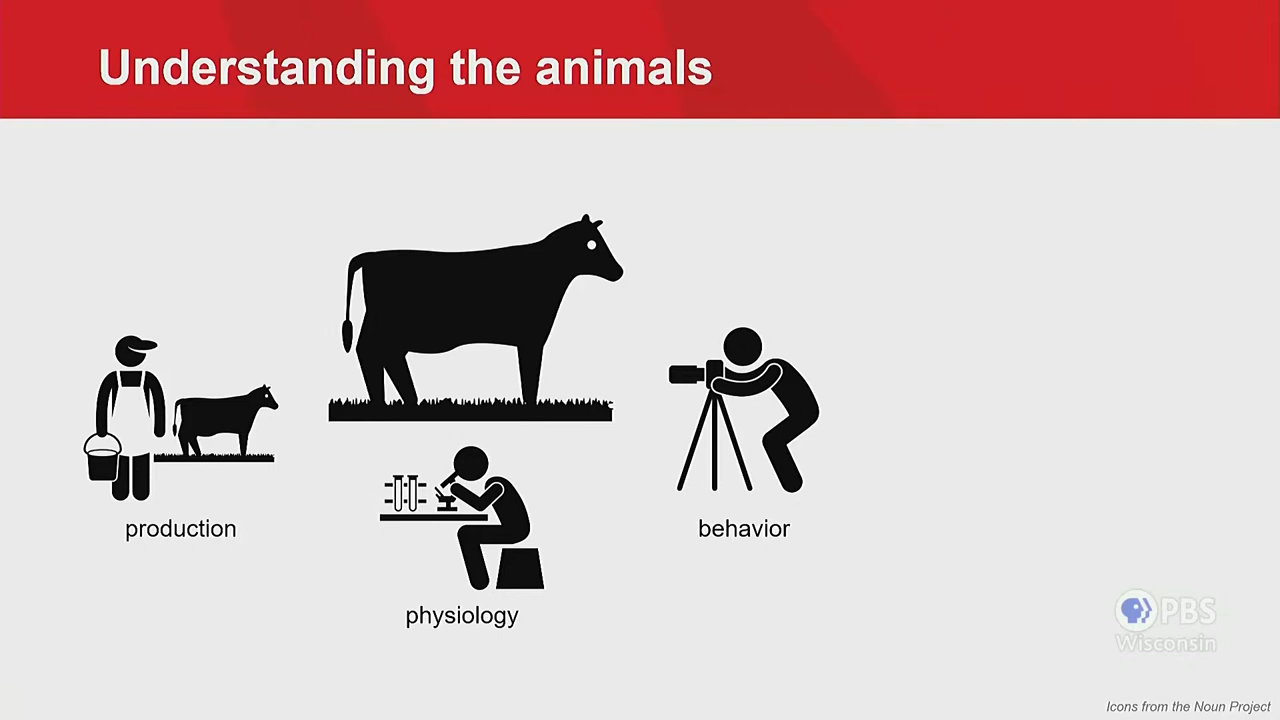 Understanding the animals
production
behavior
physiology
PBS
Wisconsin
Icons from the Noun Project